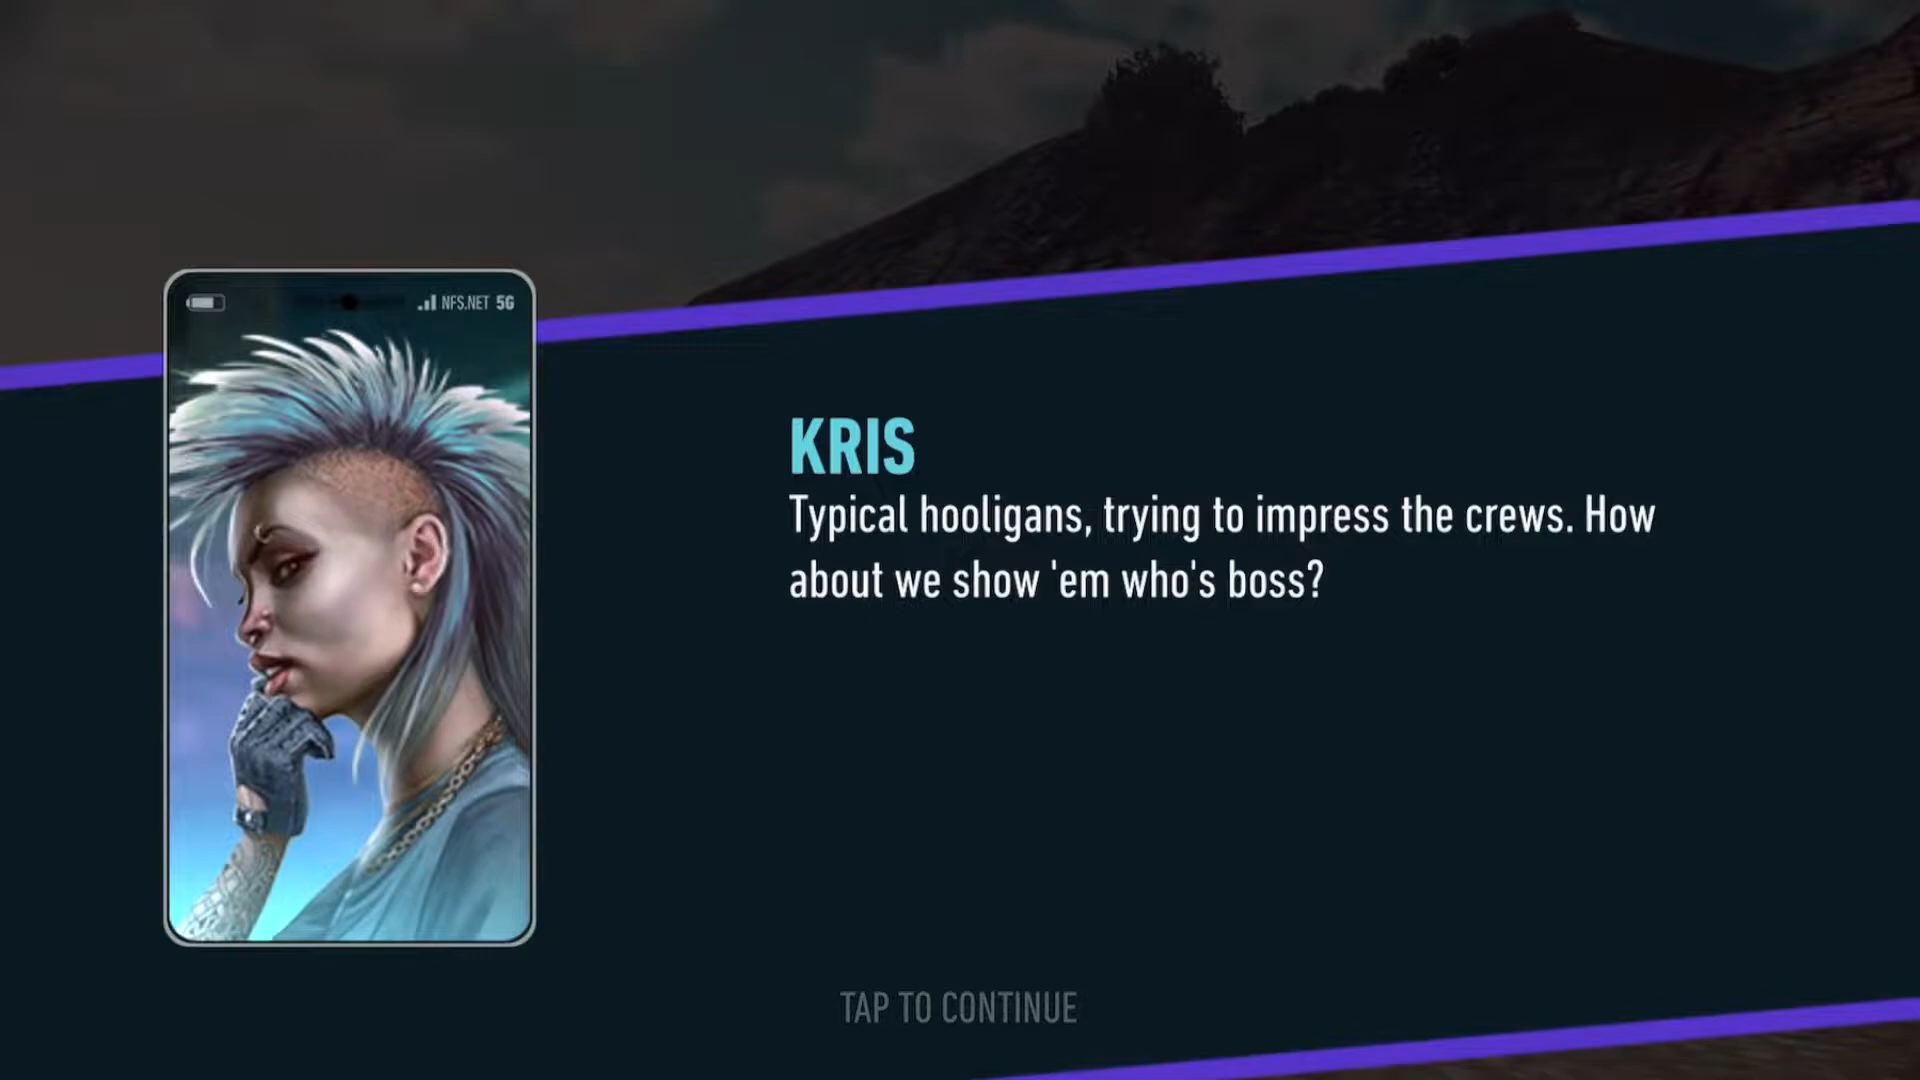 NFS.NET 5G
KRIS
Typical hooligans, trying to impress the crews. How
about we show 'em who's boss?
TAP TO CONTINUE